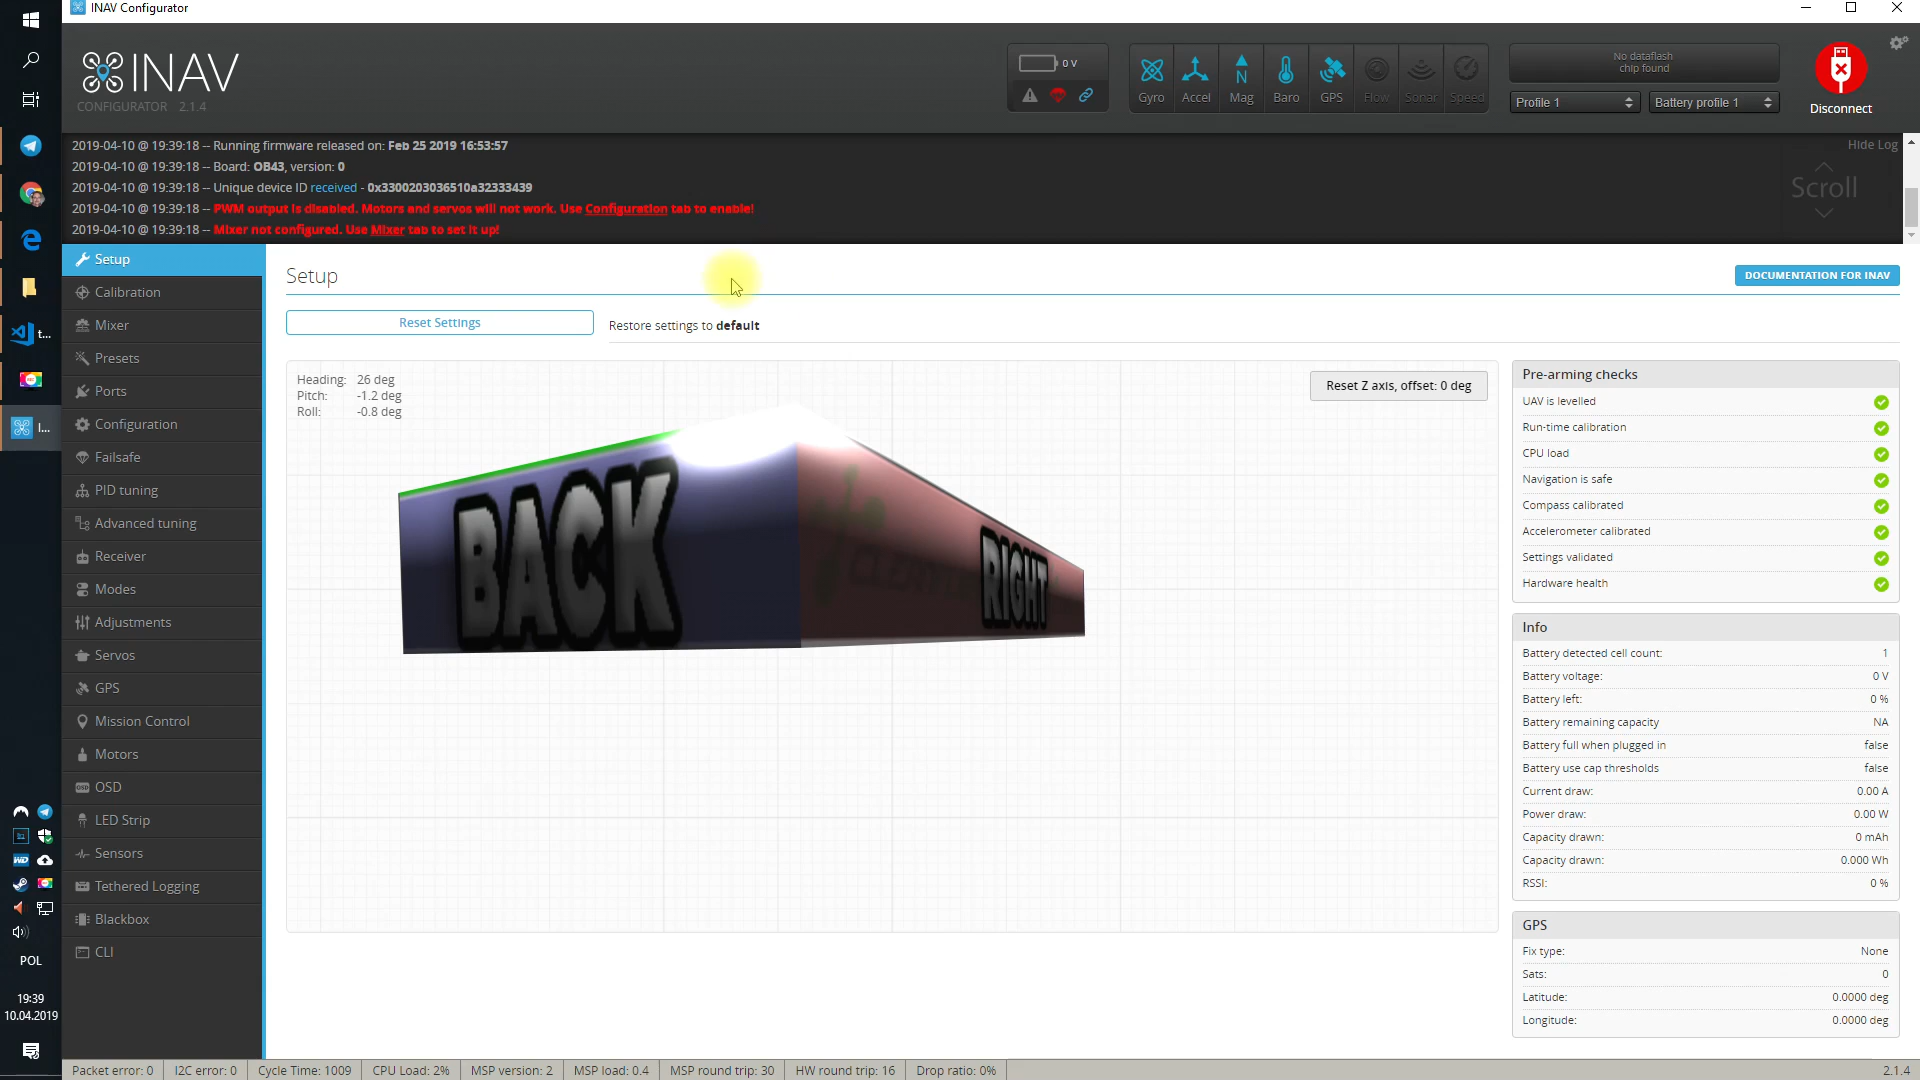 INAV Configurator
INAV
CONFIGURATOR 2.1.4
0 V
Gyro
Accel
Mag
Baro
GPS
Flow
Sonar
Speed
No dataflash
chip found
Profile 1
Battery profile 1
Disconnect
2019-04-10 @ 19:39:18 -- Running firmware released on: Feb 25 2019 16:53:57
2019-04-10 @ 19:39:18 -- Board: OB43, version: 0
2019-04-10 @ 19:39:18 -- Unique device ID received - 0x3300203036510a32333439
2019-04-10 @ 19:39:18 -- PWM output is disabled. Motors and servos will not work. Use Configuration tab to enable!
2019-04-10 @ 19:39:18 -- Mixer not configured. Use Mixer tab to set it up!
Hide Log
Scroll
Setup
Calibration
Mixer
Presets
Ports
Configuration
Failsafe
PID tuning
Advanced tuning
Receiver
Modes
Adjustments
Servos
GPS
Mission Control
Motors
OSD
LED Strip
Sensors
Tethered Logging
Blackbox
CLI
Setup
DOCUMENTATION FOR INAV
Reset Settings
Restore settings to default
Heading: 26 deg
Pitch: -1.2 deg
Roll: -0.8 deg
Reset Z axis, offset: 0 deg
BACK
RIGHT
Pre-arming checks
UAV is levelled
Run-time calibration
CPU load
Navigation is safe
Compass calibrated
Accelerometer calibrated
Settings validated
Hardware health
Info
Battery detected cell count: 1
Battery voltage: 0 V
Battery left: 0 %
Battery remaining capacity NA
Battery full when plugged in false
Battery use cap thresholds false
Current draw: 0.00 A
Power draw: 0.00 W
Capacity drawn: 0 mAh
Capacity drawn: 0.000 Wh
RSSI: 0 %
GPS
Fix type: None
Sats: 0
Latitude: 0.0000 deg
Longitude: 0.0000 deg
t...
I...
WD
POL
19:39
10.04.2019
Packet error: 0
I2C error: 0
Cycle Time: 1009
CPU Load: 2%
MSP version: 2
MSP load: 0.4
MSP round trip: 30
HW round trip: 16
Drop ratio: 0%
2.1.4